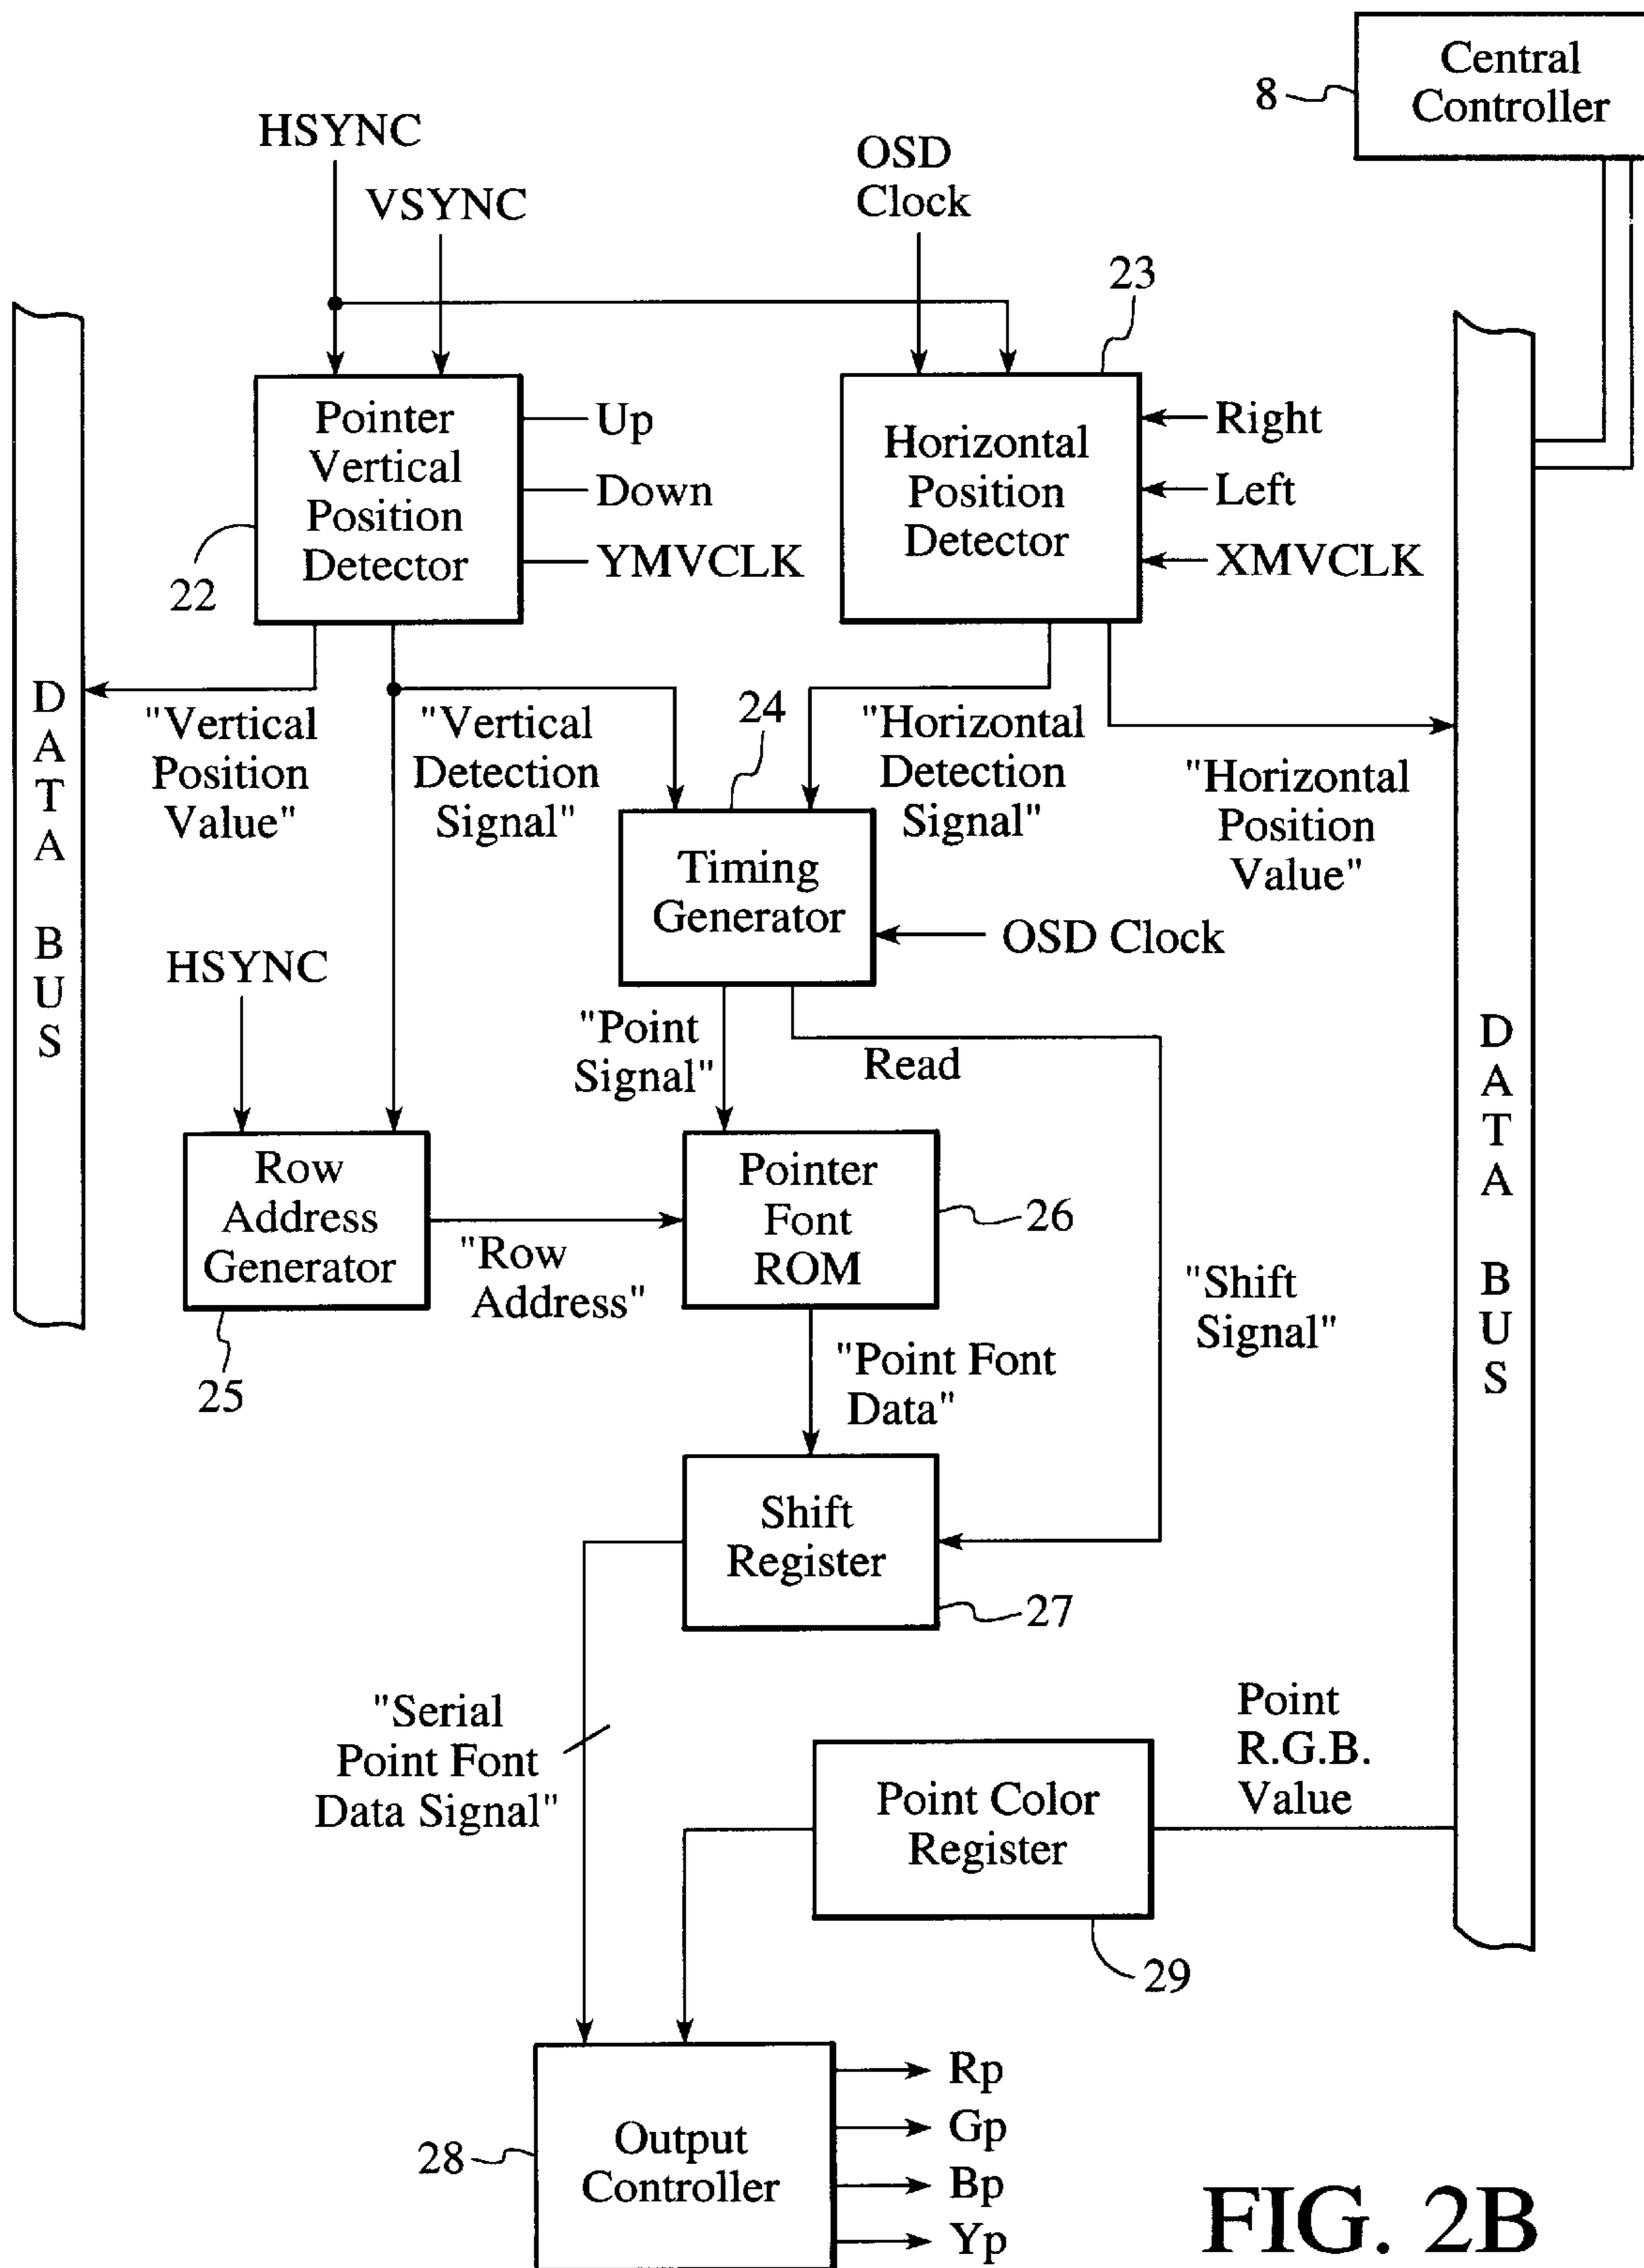 Central
Controller
8
HSYNC
VSYNC
OSD
Clock
23
Pointer
Vertical
Position
Detector
22
Up
Down
YMVCLK
Horizontal
Position
Detector
Right
Left
XMVCLK
DATA BUS
"Vertical
Position
Value"
"Vertical
Detection
Signal"
24
"Horizontal
Detection
Signal"
"Horizontal
Position
Value"
Timing
Generator
OSD Clock
HSYNC
"Point
Signal"
Read
DATA BUS
Row
Address
Generator
25
"Row
Address"
Pointer
Font
ROM
26
"Shift
Signal"
"Point Font
Data"
Shift
Register
27
"Serial
Point Font
Data Signal"
Point Color
Register
29
Point
R.G.B.
Value
Output
Controller
28
Rp
Gp
Bp
Yp
FIG. 2B